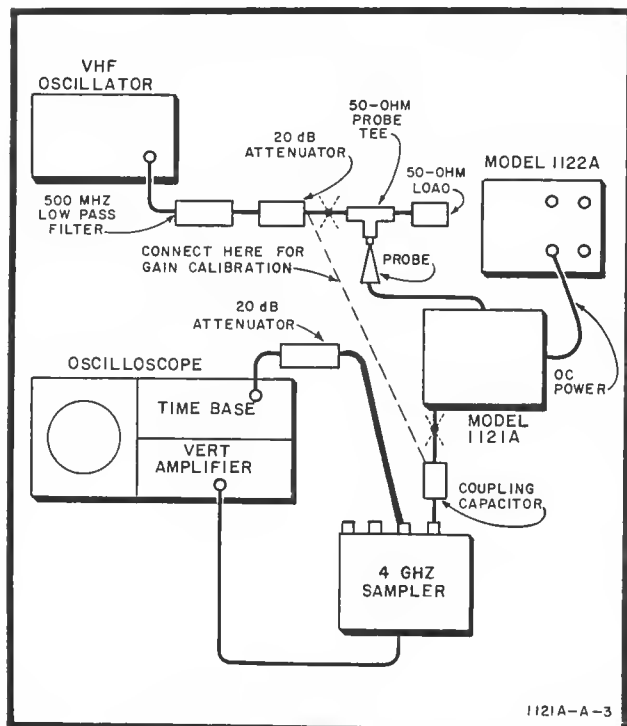 VHF
OSCILLATOR
50-OHM
PROBE
TEE
20 dB
ATTENUATOR
50-OHM
LOAO
MODEL 1122A
500 MHZ
LOW PASS
FILTER
CONNECT HERE FOR
GAIN CALIBRATION
PROBE
20 dB
ATTENUATOR
OSCILLOSCOPE
TIME BASE
VERT
AMPLIFIER
OC
POWER
MODEL
1121A
COUPLING
CAPACITOR
4 GHZ
SAMPLER
1121A-A-3